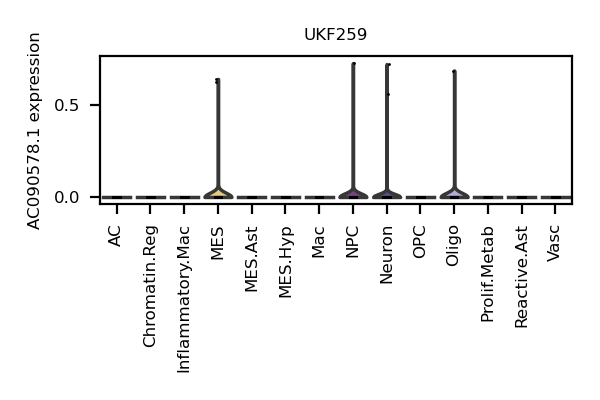 UKF259
AC090578.1 expression
0.5
0.0
AC
Chromatin.Reg
Inflammatory.Mac
MES
MES.Ast
MES.Hyp
Mac
NPC
Neuron
OPC
Oligo
Prolif.Metab
Reactive.Ast
Vasc